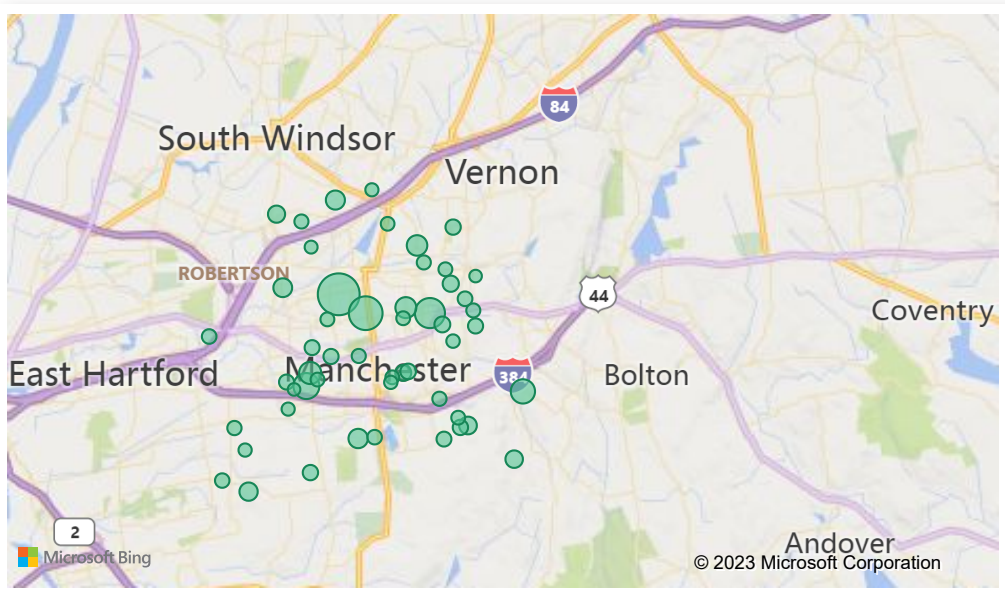 84
South Windsor
Vernon
ROBERTSON
44
Coventry
East Hartford
Manchester
384
Bolton
2
Andover
Microsoft Bing
© 2023 Microsoft Corporation